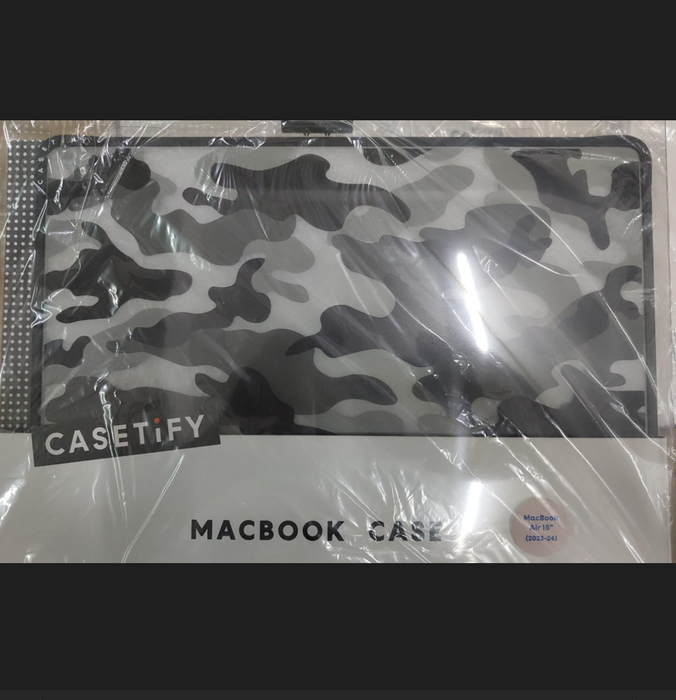 CASETiFY
MACBOOK CASE
MacBook
Air 15"
(2023-24)